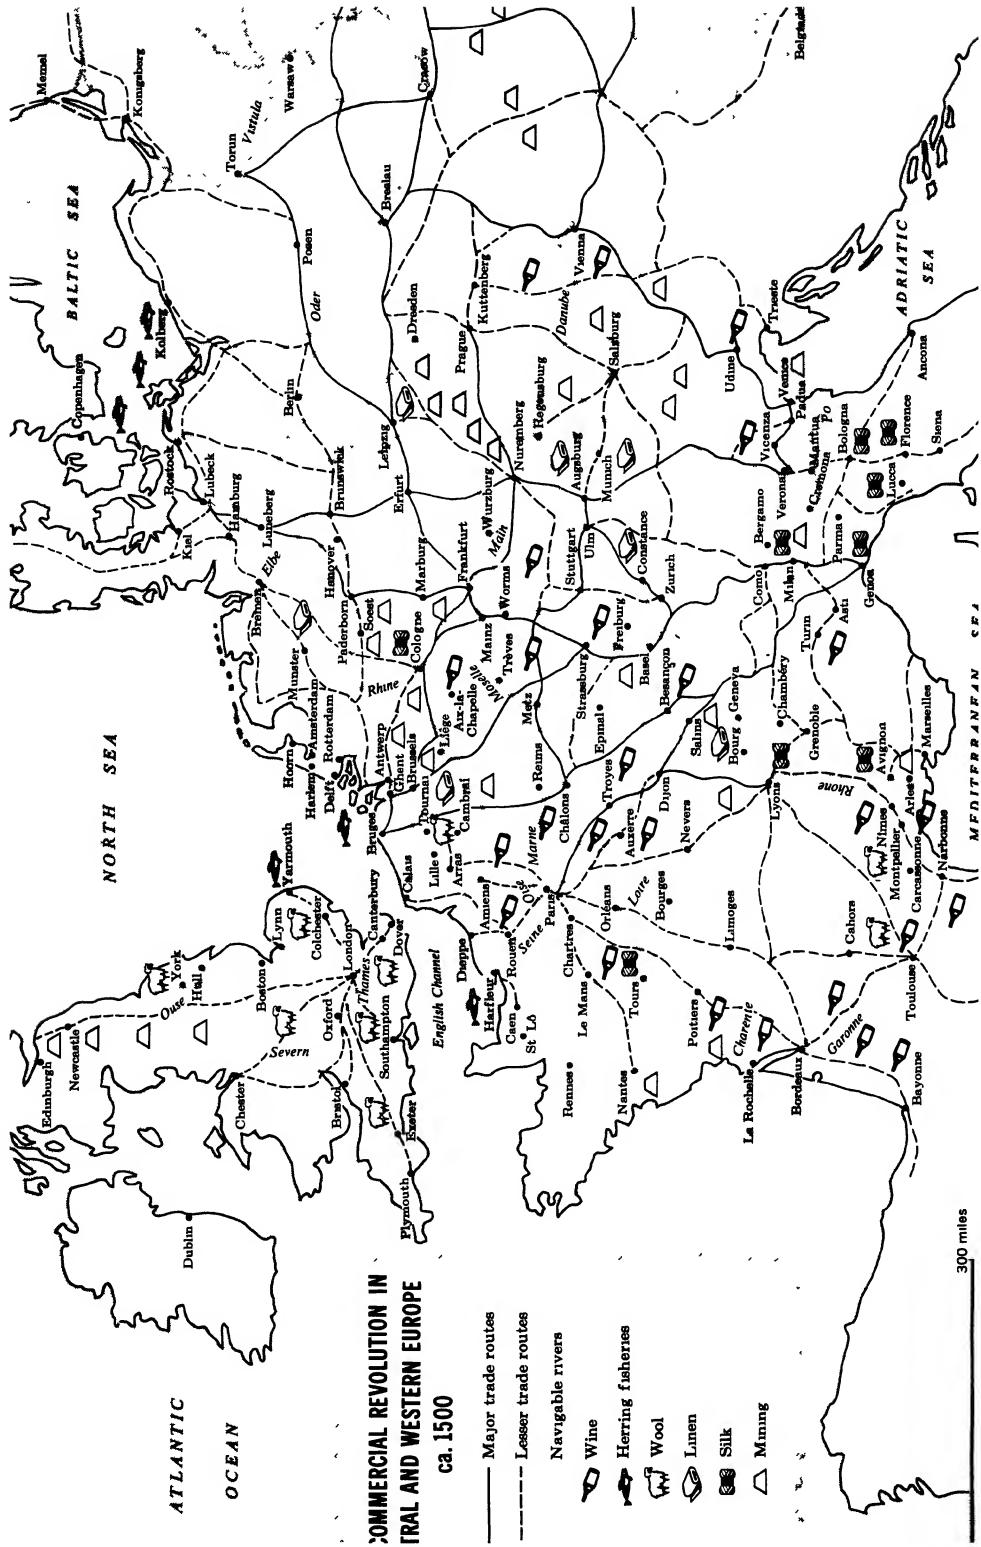 COMMERCIAL REVOLUTION IN
TRAL AND WESTERN EUROPE
ca. 1500
Major trade routes
Lesser trade routes
Navigable rivers
Wine
Herring fisheries
Wool
Linen
Silk
Mining
300 miles
ATLANTIC
OCEAN
NORTH SEA
BALTIC SEA
ADRIATIC
SEA
MEDITERRANEAN SEA
English Channel
Dublin
Edinburgh
Newcastle
York
Hull
Ouse
Boston
Lynn
Yarmouth
Colchester
Canterbury
London
Dover
Thames
Oxford
Severn
Southampton
Chester
Bristol
Exeter
Plymouth
Calais
Lille
Arras
Amiens
Dieppe
Rouen
Harfleur
Caen
St Lô
Oise
Seine
Paris
Marne
Chartres
Le Mans
Orléans
Loire
Bourges
Tours
Rennes
Nantes
Poitiers
Charente
La Rochelle
Bordeaux
Garonne
Bayonne
Limoges
Cahors
Toulouse
Carcassonne
Narbonne
Montpellier
Nîmes
Arles
Avignon
Marseilles
Rhone
Lyons
Grenoble
Chambéry
Nevers
Auxerre
Troyes
Dijon
Châlons
Reims
Metz
Epinal
Besançon
Salins
Bourg
Geneva
Bruges
Ghent
Antwerp
Brussels
Tournai
Cambrai
Liége
Aix-la-
Chapelle
Moselle
Trèves
Hoorn
Harlem
Amsterdam
Delft
Rotterdam
Rhine
Cologne
Munster
Paderborn
Soest
Bremen
Elbe
Hanover
Marburg
Frankfurt
Mainz
Worms
Main
Wurzburg
Strassburg
Freiburg
Basel
Stuttgart
Ulm
Constance
Zurich
Kiel
Hamburg
Lubeck
Luneberg
Rostock
Brunswick
Erfurt
Leipzig
Nuremberg
Augsburg
Munich
Regensburg
Salzburg
Danube
Copenhagen
Kolberg
Berlin
Oder
Posen
Dresden
Prague
Kuttenberg
Vienna
Breslau
Torun
Vistula
Warsaw
Cracow
Memel
Konigsberg
Belgrade
Trieste
Udine
Venice
Padua
Vicenza
Verona
Mantua
Cremona
Po
Bergamo
Como
Milan
Parma
Turin
Asti
Genoa
Bologna
Florence
Lucca
Siena
Ancona